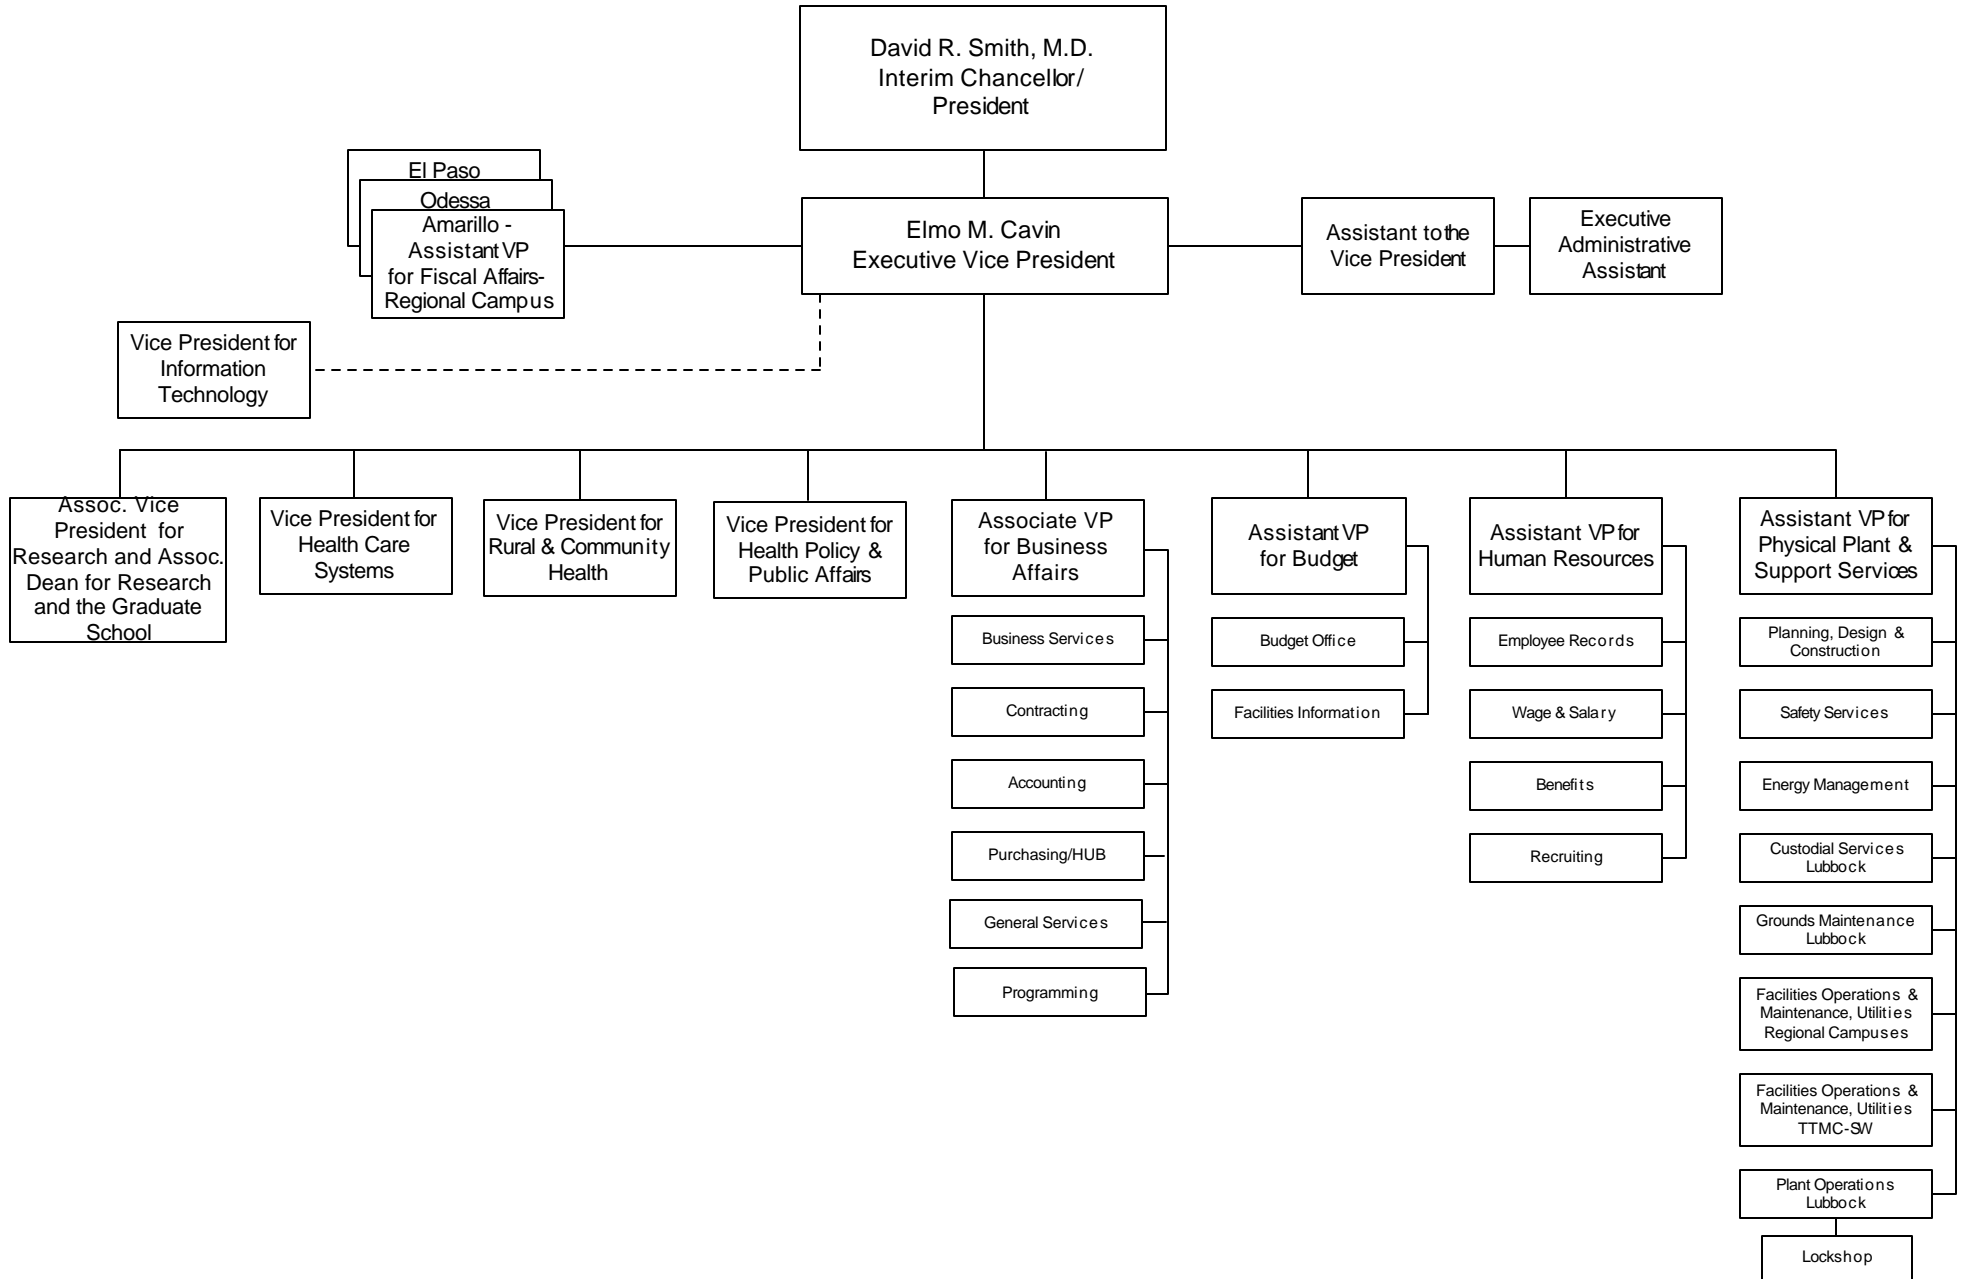 David R. Smith, M.D.
Interim Chancellor/
President
El Paso
Odessa
Amarillo -
Assistant VP
for Fiscal Affairs-
Regional Campus
Elmo M. Cavin
Executive Vice President
Assistant to the
Vice President
Executive
Administrative
Assistant
Vice President for
Information
Technology
Assoc. Vice
President for
Research and Assoc.
Dean for Research
and the Graduate
School
Vice President for
Health Care
Systems
Vice President for
Rural & Community
Health
Vice President for
Health Policy &
Public Affairs
Associate VP
for Business
Affairs
Business Services
Contracting
Accounting
Purchasing/HUB
General Services
Programming
Assistant VP
for Budget
Budget Office
Facilities Information
Assistant VP for
Human Resources
Employee Records
Wage & Salary
Benefits
Recruiting
Assistant VP for
Physical Plant &
Support Services
Planning, Design &
Construction
Safety Services
Energy Management
Custodial Services
Lubbock
Grounds Maintenance
Lubbock
Facilities Operations &
Maintenance, Utilities
Regional Campuses
Facilities Operations &
Maintenance, Utilities
TTMC-SW
Plant Operations
Lubbock
Lockshop